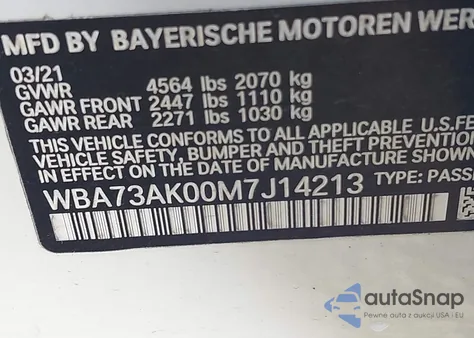 MFD BY BAYERISCHE MOTOREN WER
03/21
GVWR 4564 lbs 2070 kg
GAWR FRONT 2447 lbs 1110 kg
GAWR REAR 2271 lbs 1030 kg
THIS VEHICLE CONFORMS TO ALL APPLICABLE U.S.FE
VEHICLE SAFETY, BUMPER AND THEFT PREVENTION
IN EFFECT ON THE DATE OF MANUFACTURE SHOWN
WBA73AK00M7J14213 TYPE: PASS
autoSnap
Pewne auta z aukcji USA i EU